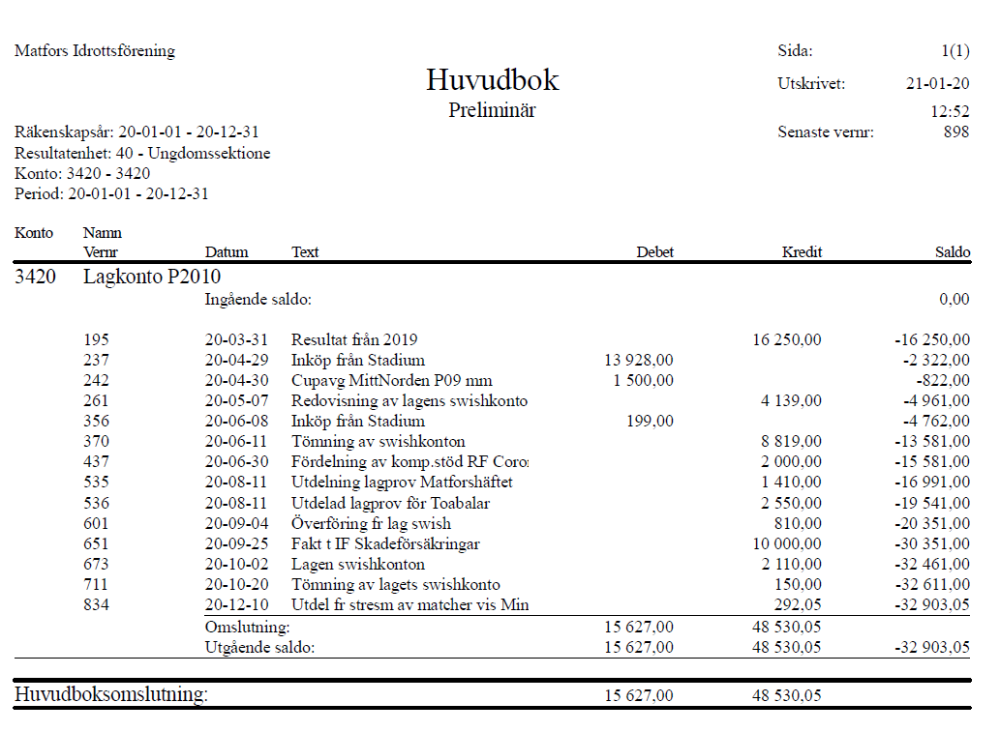 Matfors Idrottsförening Sida: 1(1)
Huvudbok
Utskrivet: 21-01-20
Preliminär 12:52
Räkenskapsår: 20-01-01 - 20-12-31 Senaste vernr: 898
Resultatenhet: 40 - Ungdomssektione
Konto: 3420 - 3420
Period: 20-01-01 - 20-12-31
Konto Namn
Vernr Datum Text Debet Kredit Saldo
3420 Lagkonto P2010
Ingående saldo: 0,00
195 20-03-31 Resultat från 2019 16 250,00 -16 250,00
237 20-04-29 Inköp från Stadium 13 928,00 -2 322,00
242 20-04-30 Cupavg MittNorden P09 mm 1 500,00 -822,00
261 20-05-07 Redovisning av lagens swishkonto 4 139,00 -4 961,00
356 20-06-08 Inköp från Stadium 199,00 -4 762,00
370 20-06-11 Tömning av swishkonton 8 819,00 -13 581,00
437 20-06-30 Fördelning av komp.stöd RF Coro 2 000,00 -15 581,00
535 20-08-11 Utdelning lagprov Matforshäftet 1 410,00 -16 991,00
536 20-08-11 Utdelad lagprov för Toabalar 2 550,00 -19 541,00
601 20-09-04 Överföring fr lag swish 810,00 -20 351,00
651 20-09-25 Fakt t IF Skadeförsäkringar 10 000,00 -30 351,00
673 20-10-02 Lagen swishkonton 2 110,00 -32 461,00
711 20-10-20 Tömning av lagets swishkonto 150,00 -32 611,00
834 20-12-10 Utdel fr stresm av matcher vis Min 292,05 -32 903,05
Omslutning: 15 627,00 48 530,05
Utgående saldo: 15 627,00 48 530,05 -32 903,05
Huvudboksomslutning: 15 627,00 48 530,05